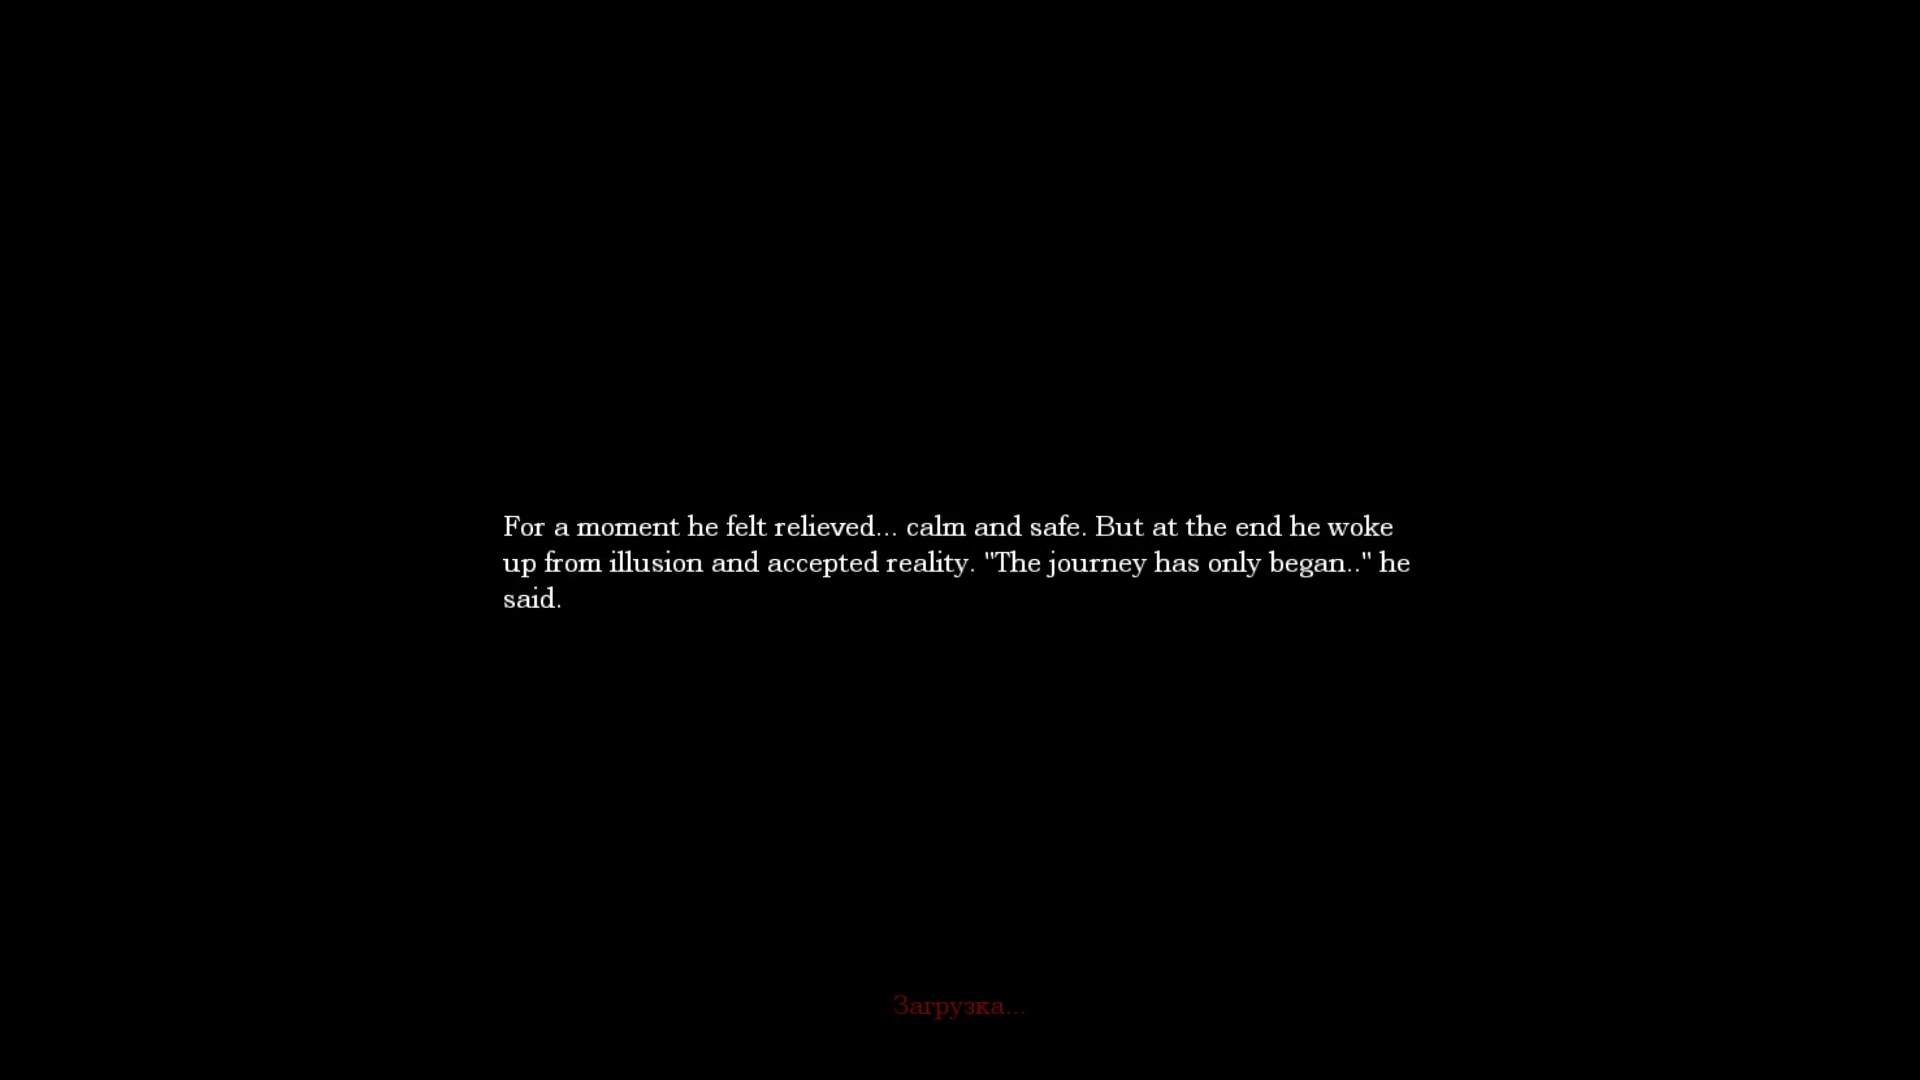 For a moment he felt relieved... calm and safe. But at the end he woke
up from illusion and accepted reality. "The journey has only began.." he
said.
Загрузка...